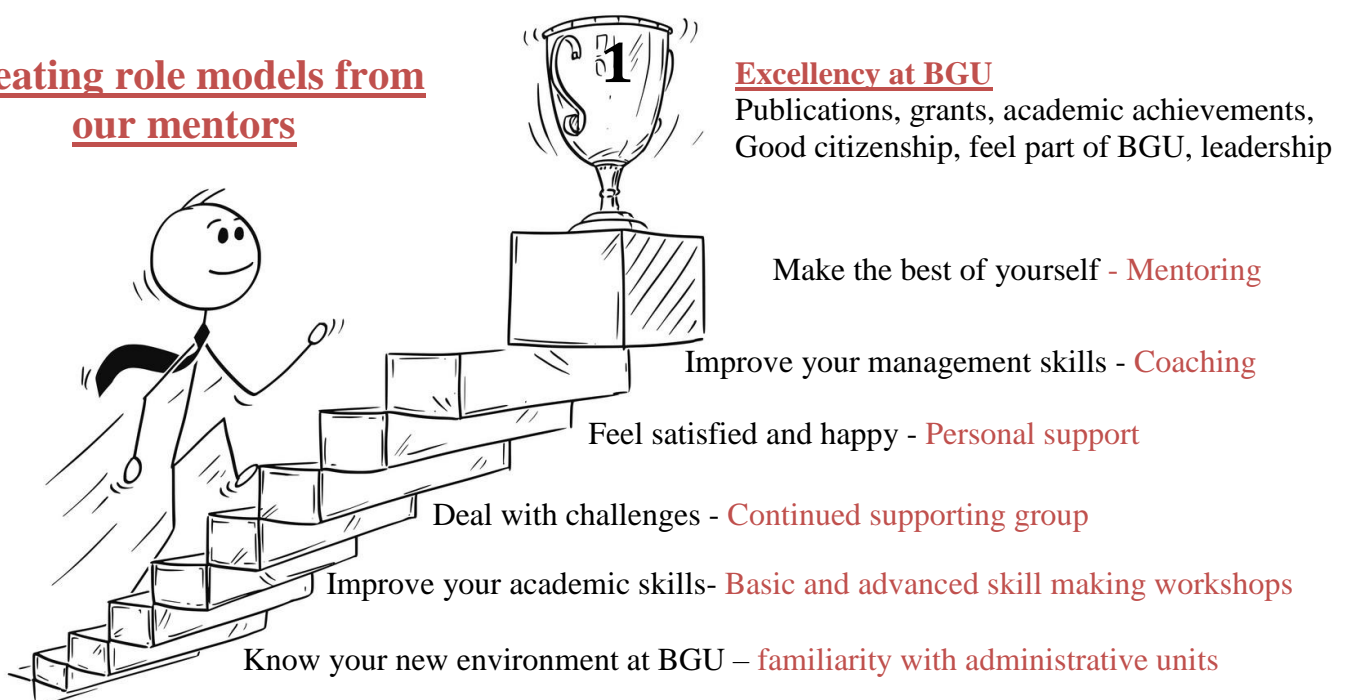 eating role models from
our mentors
1
Excellency at BGU
Publications, grants, academic achievements,
Good citizenship, feel part of BGU, leadership
Make the best of yourself - Mentoring
Improve your management skills - Coaching
Feel satisfied and happy - Personal support
Deal with challenges - Continued supporting group
Improve your academic skills- Basic and advanced skill making workshops
Know your new environment at BGU – familiarity with administrative units